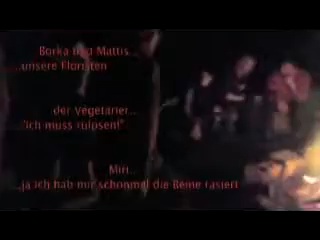 Borka und Mattis...
...unsere Floristen
der Vegetarier...
"ich muss rülpsen!"
Miri...
...ja ich hab mir schonmal die Beine rasiert